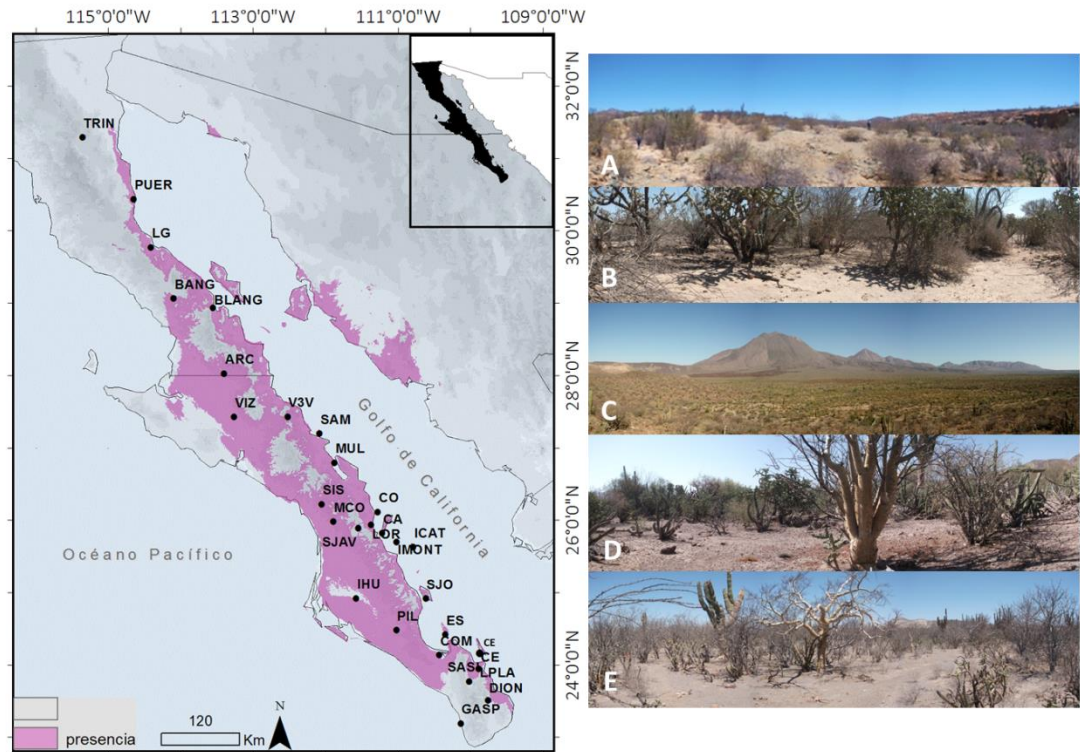 115°0'0"W 113°0'0"W 111°0'0"W 109°0'0"W
32°0'0"N
30°0'0"N
28°0'0"N
26°0'0"N
24°0'0"N
TRIN
PUER
LG
BANG
BLANG
ARC
VIZ
V3V
SAM
MUL
SIS
MCO
CO
CA
SJAV
LOR
ICAT
IMONT
IHU
SJO
PIL
ES
COM
CE
CE
SASI
LPLA
DION
GASP
Golfo de California
Océano Pacífico
presencia
120
Km
N
A
B
C
D
E